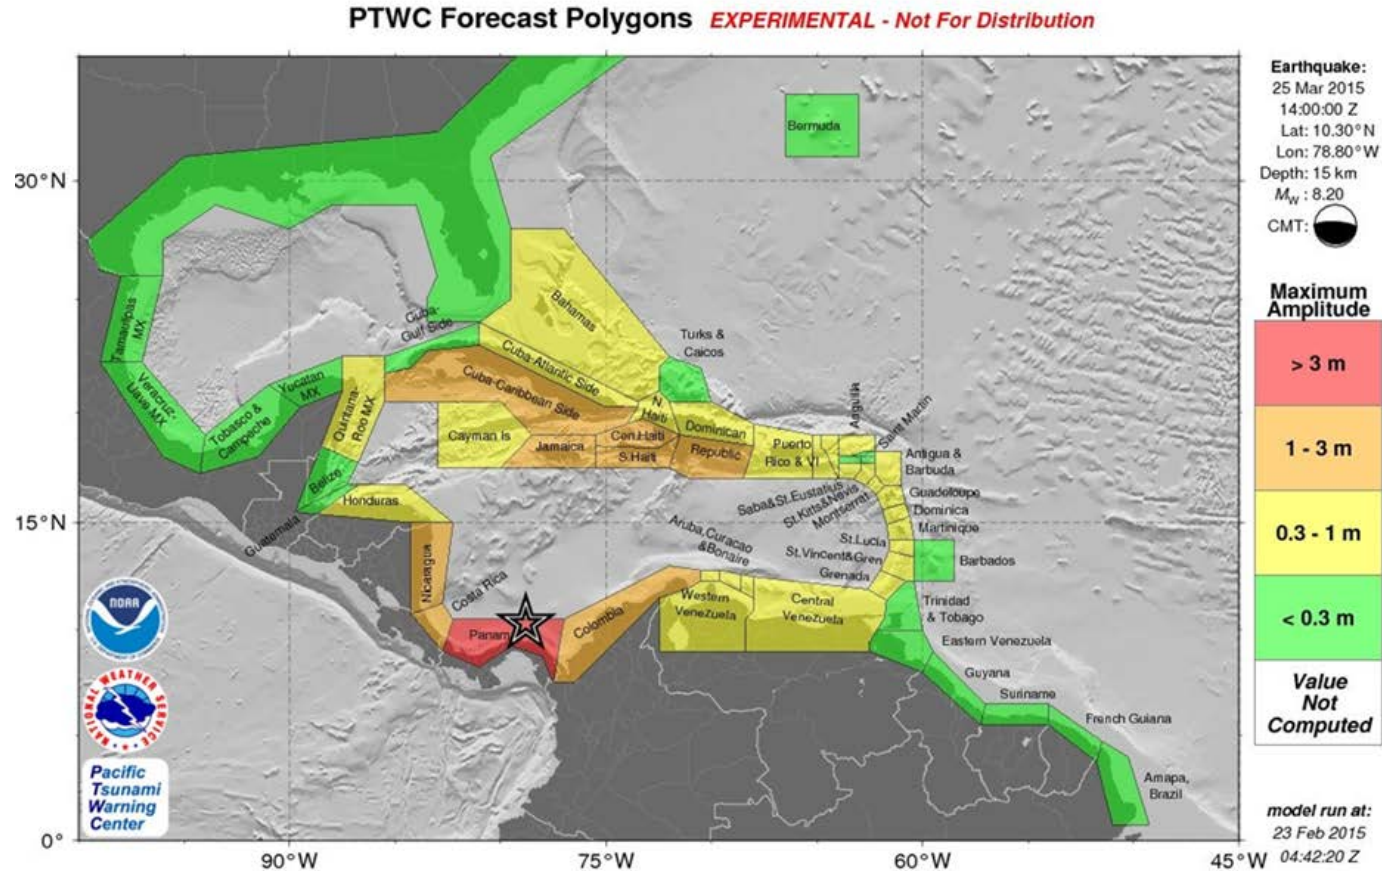 PTWC Forecast Polygons EXPERIMENTAL - Not For Distribution
Earthquake:
25 Mar 2015
14:00:00 Z
Lat: 10.30°N
Lon: 78.80°W
Depth: 15 km
Mw : 8.20
CMT:
Maximum
Amplitude
> 3 m
1 - 3 m
0.3 - 1 m
< 0.3 m
Value
Not
Computed
model run at:
23 Feb 2015
04:42:20 Z
30°N
15°N
0°
90°W
75°W
60°W
45°W
Bermuda
Tamaulipas
MX
Veracruz-
Llave MX
Tobasco &
Campeche
Yucatan
MX
Quintana-
Roo MX
Belize
Guatemala
Honduras
Nicaragua
Costa Rica
Panam
Colombia
Cuba-
Gulf Side
Bahamas
Cuba-Atlantic Side
Cuba-Caribbean Side
Turks &
Caicos
Cayman Is
Jamaica
N
Haiti
Cen.Haiti
S.Haiti
Dominican
Republic
Puerto
Rico & VI
Anguilla
Saint Martin
Antigua &
Barbuda
Saba&St.Eustatius
St.Kitts&Nevis
Montserrat
Guadeloupe
Dominica
Martinique
St.Lucia
St.Vincent&Gren
Grenada
Barbados
Aruba,Curacao
&Bonaire
Western
Venezuela
Central
Venezuela
Trinidad
& Tobago
Eastern Venezuela
Guyana
Suriname
French Guiana
Amapa,
Brazil
NOAA
NATIONAL WEATHER SERVICE
Pacific
Tsunami
Warning
Center